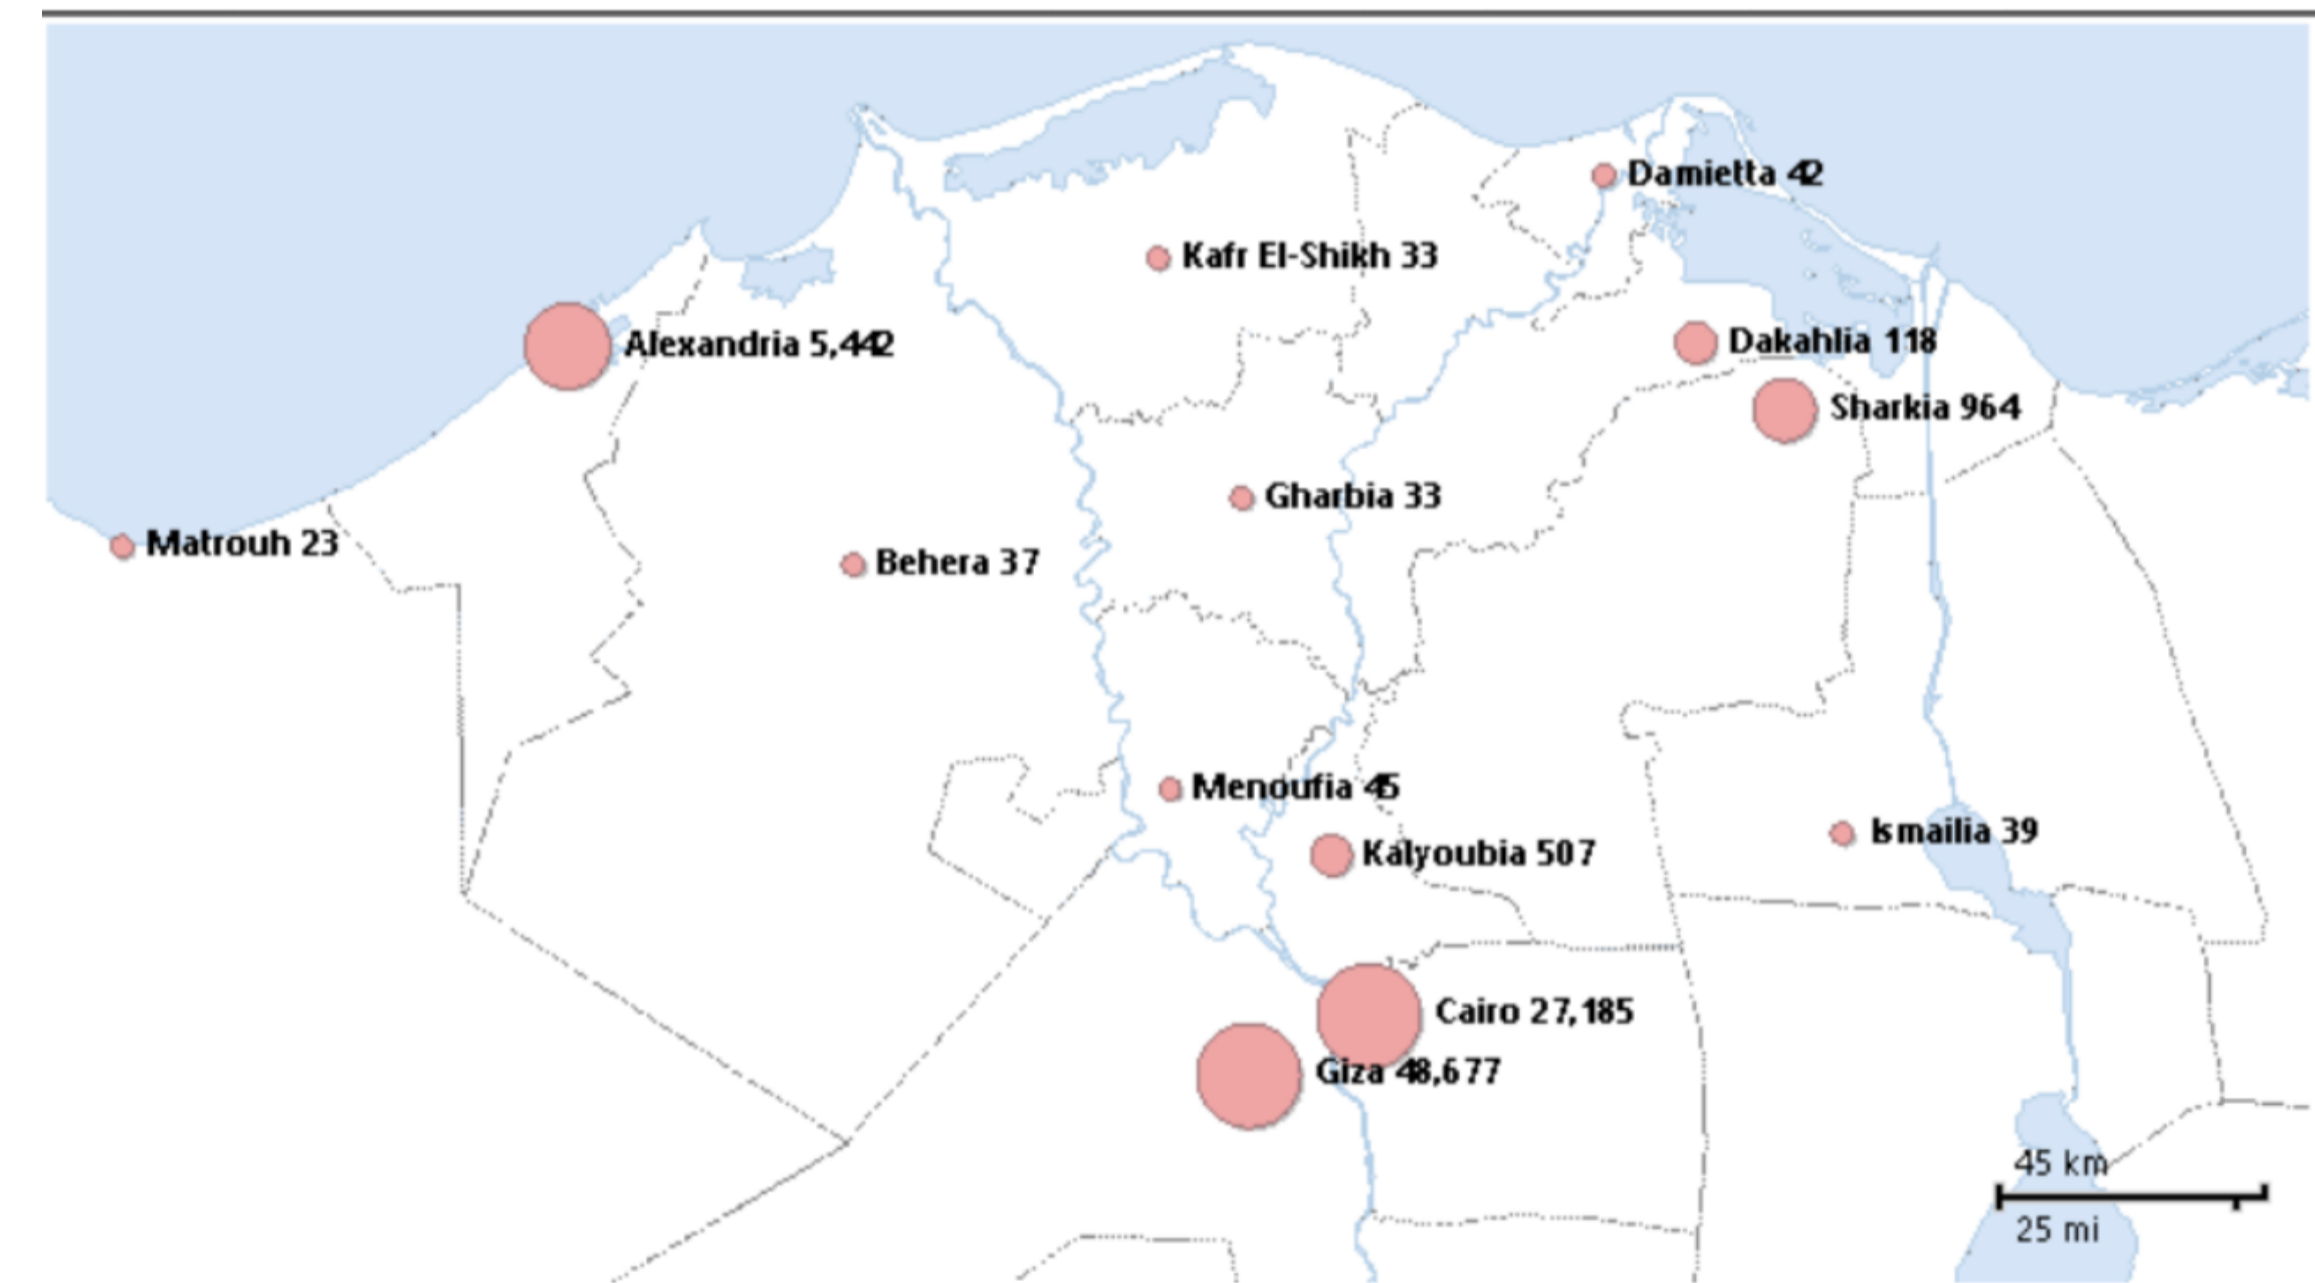 Damietta 42
Kafr El-Shikh 33
Alexandria 5,442
Dakahlia 118
Sharkia 964
Gharbia 33
Matrouh 23
Behera 37
Menoufia 45
Ismailia 39
Kalyoubia 507
Cairo 27,185
Giza 48,677
45 km
25 mi